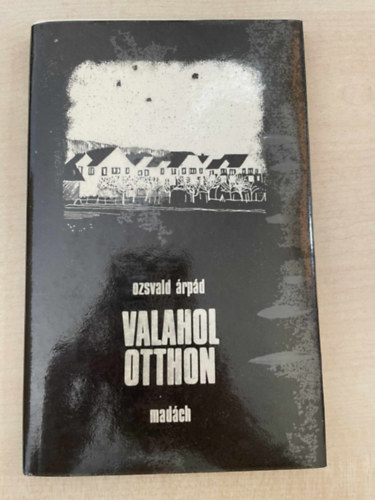 ozsvald árpád
VALAHOL
OTTHON
madách